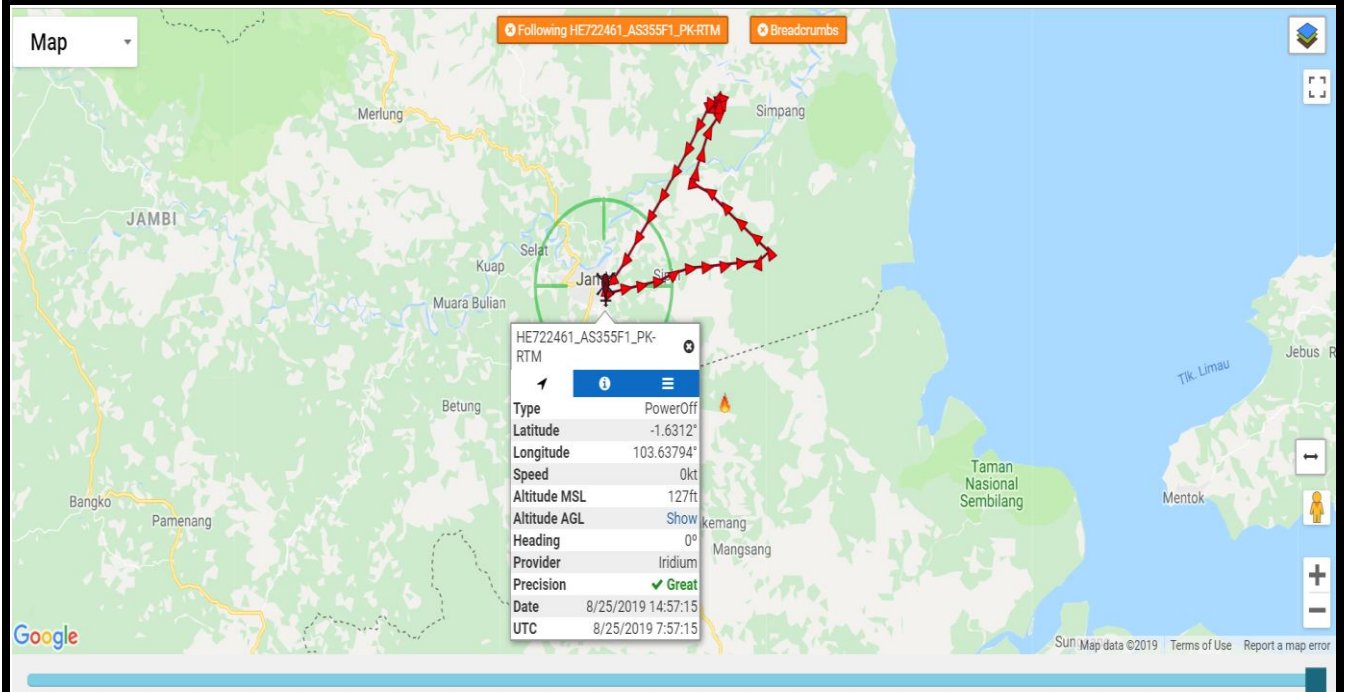 Map
Following HE722461_AS355F1_PK-RTM
Breadcrumbs
Merlung
Simpang
JAMBI
Selat
Kuap
Muara Bulian
HE722461_AS355F1_PK-
RTM
Type PowerOff
Latitude -1.6312°
Longitude 103.63794°
Speed 0kt
Altitude MSL 127ft
Altitude AGL Show
Heading 0º
Provider Iridium
Precision Great
Date 8/25/2019 14:57:15
UTC 8/25/2019 7:57:15
Betung
Jebus R
Tlk. Limau
Taman
Nasional
Sembilang
Mentok
Bangko
Pamenang
kemang
Mangsang
Google
Sun
Map data ©2019 Terms of Use Report a map error